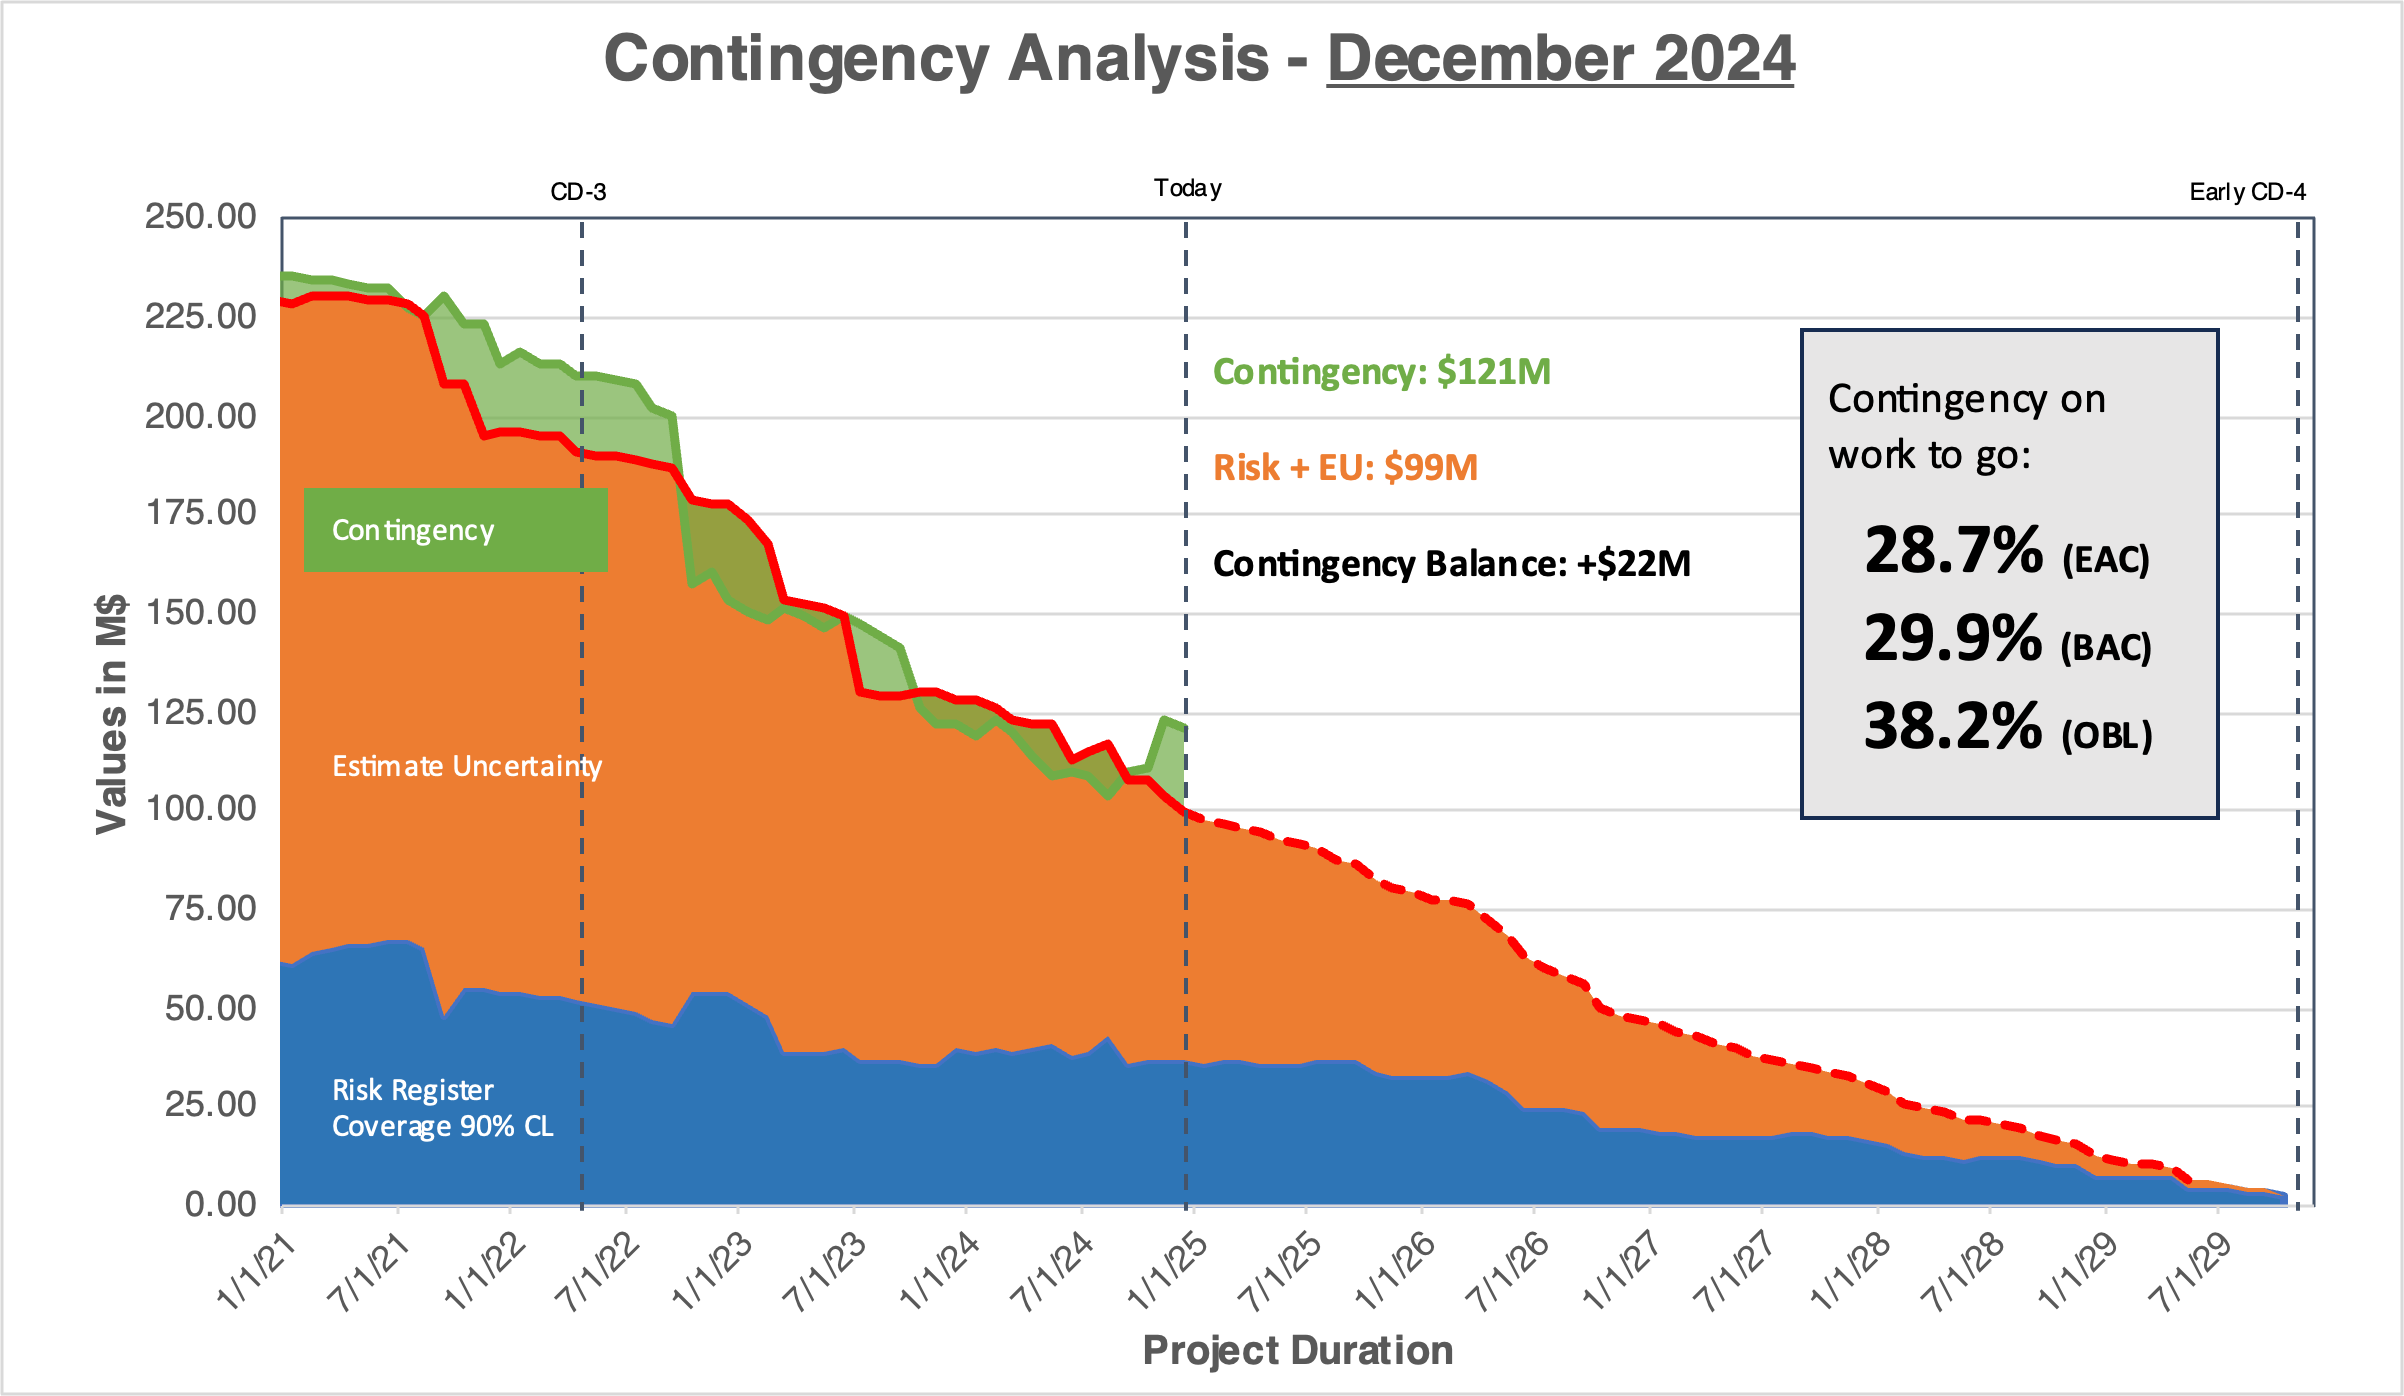 Contingency Analysis - December 2024
CD-3
Today
Early CD-4
250.00
225.00
200.00
175.00
150.00
125.00
100.00
75.00
50.00
25.00
0.00
Values in M$
Contingency: $121M
Risk + EU: $99M
Contingency Balance: +$22M
Contingency on
work to go:
28.7% (EAC)
29.9% (BAC)
38.2% (OBL)
Contingency
Estimate Uncertainty
Risk Register
Coverage 90% CL
1/1/21
7/1/21
1/1/22
7/1/22
1/1/23
7/1/23
1/1/24
7/1/24
1/1/25
7/1/25
1/1/26
7/1/26
1/1/27
7/1/27
1/1/28
7/1/28
1/1/29
7/1/29
Project Duration